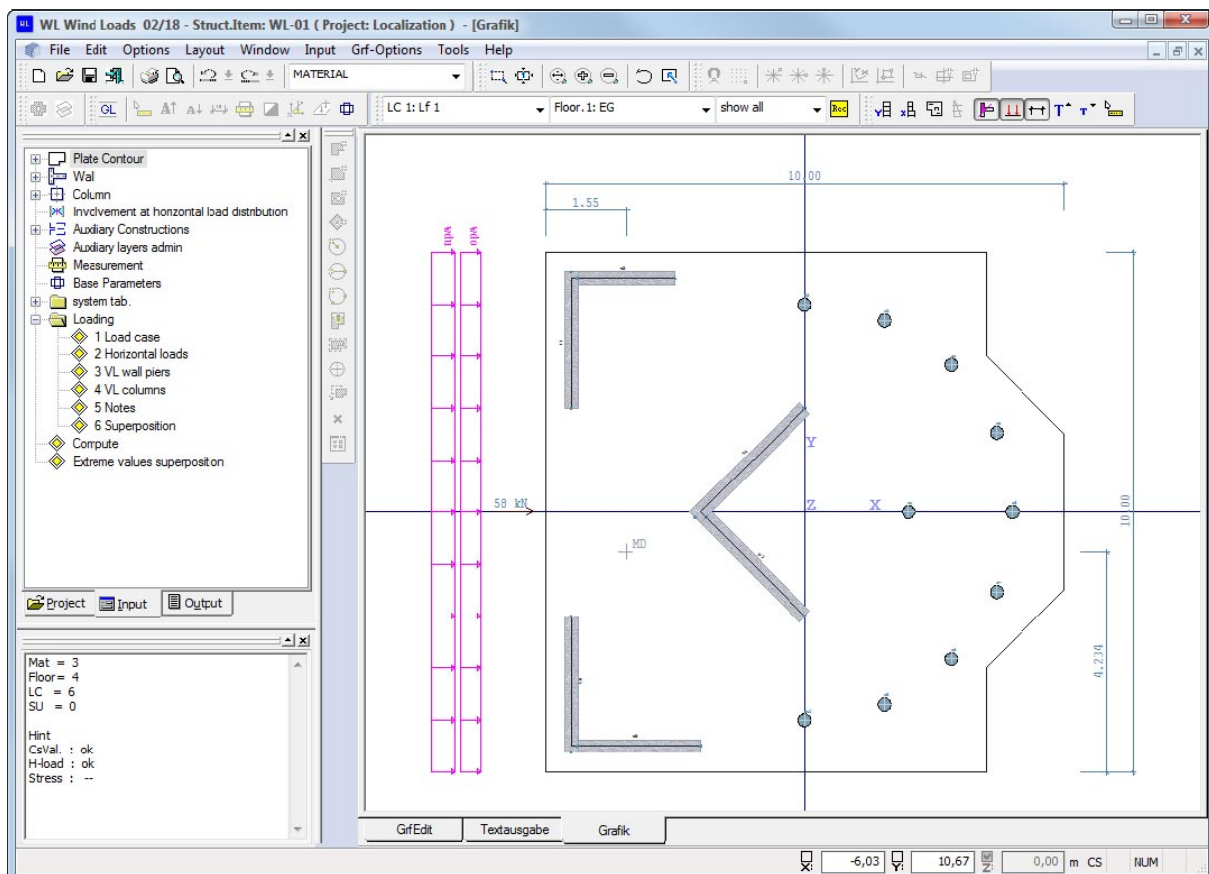 WL WL Wind Loads 02/18 - Struct.Item: WL-01 ( Project: Localization ) - [Grafik]
File Edit Options Layout Window Input Grf-Options Tools Help
MATERIAL
GL LC 1: Lf 1 Floor. 1: EG show all Rec
Plate Contour
Wal
Column
Involvement at horizontal load distribution
Auxiliary Constructions
Auxiliary layers admin
Measurement
Base Parameters
system tab.
Loading
1 Load case
2 Horizontal loads
3 VL wall piers
4 VL columns
5 Notes
6 Superposition
Compute
Extreme values superpositon
Project Input Output
Mat = 3
Floor= 4
LC = 6
SU = 0
Hint
CsVal. : ok
H-load : ok
Stress : --
10.00
1.55
wdu wdo
Y
58 kN Z X
10.00
MD
4.234
GrfEdit Textausgabe Grafik
X: -6,03 Y: 10,67 Z: 0,00 m CS NUM